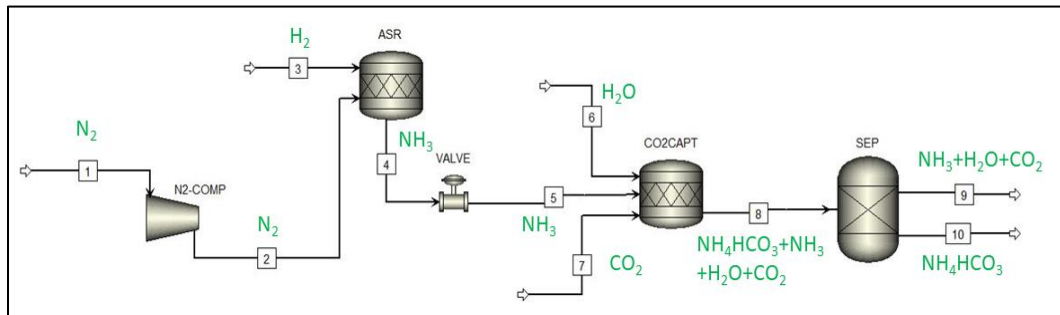 H₂
ASR
3
N₂
H₂O
1
NH₃
6
N2-COMP
4
VALVE
CO2CAPT
SEP
NH₃+H₂O+CO₂
9
N₂
5
8
10
2
NH₃
NH₄HCO₃+NH₃
+H₂O+CO₂
NH₄HCO₃
7
CO₂